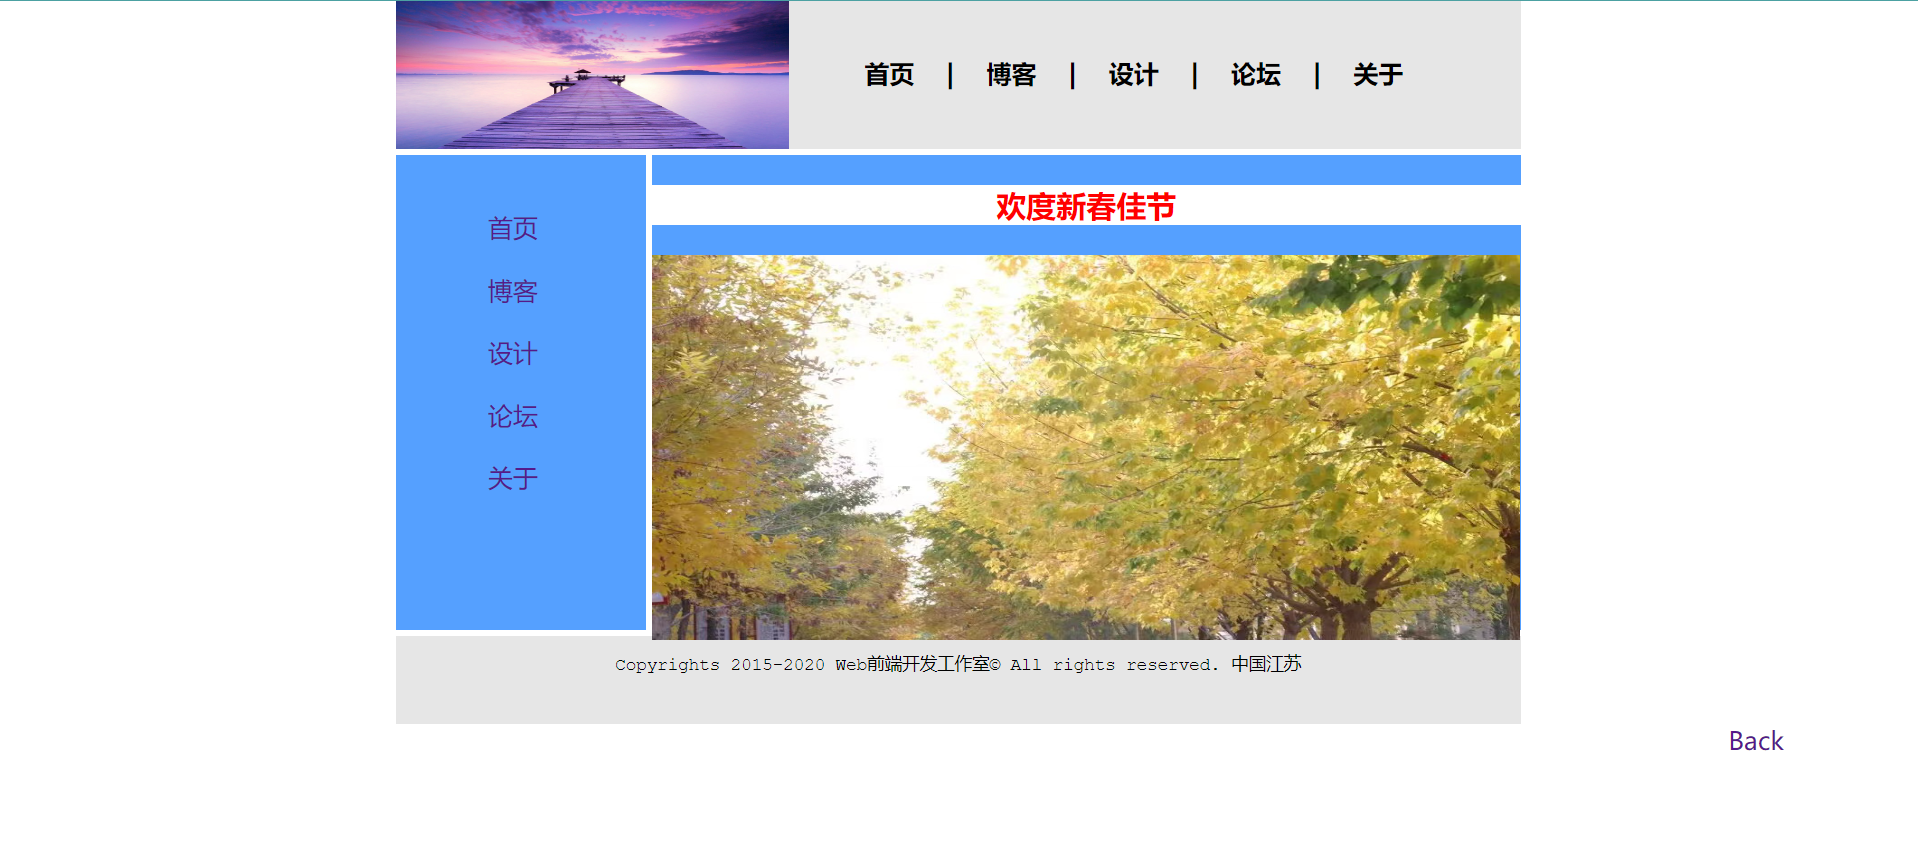 首页 | 博客 | 设计 | 论坛 | 关于
首页
博客
设计
论坛
关于
欢度新春佳节
Copyrights 2015-2020 Web前端开发工作室© All rights reserved. 中国江苏
Back